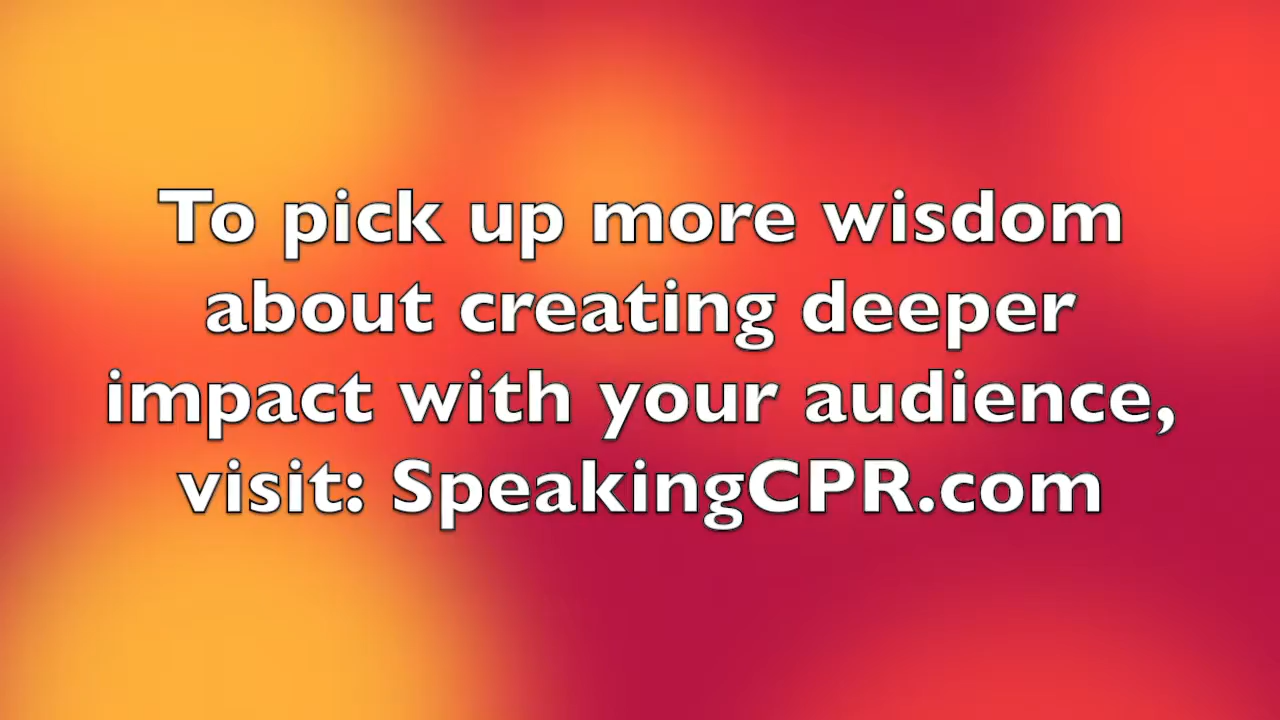 To pick up more wisdom
about creating deeper
impact with your audience,
visit: SpeakingCPR.com